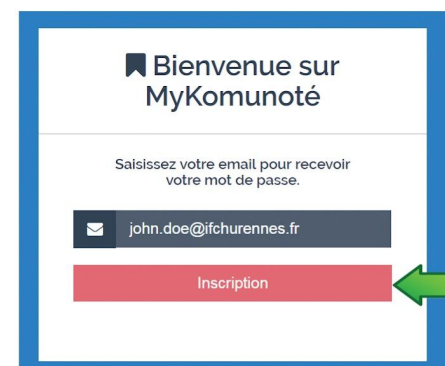 Bienvenue sur
MyKomunoté
Saisissez votre email pour recevoir
votre mot de passe.
john.doe@ifchurennes.fr
Inscription